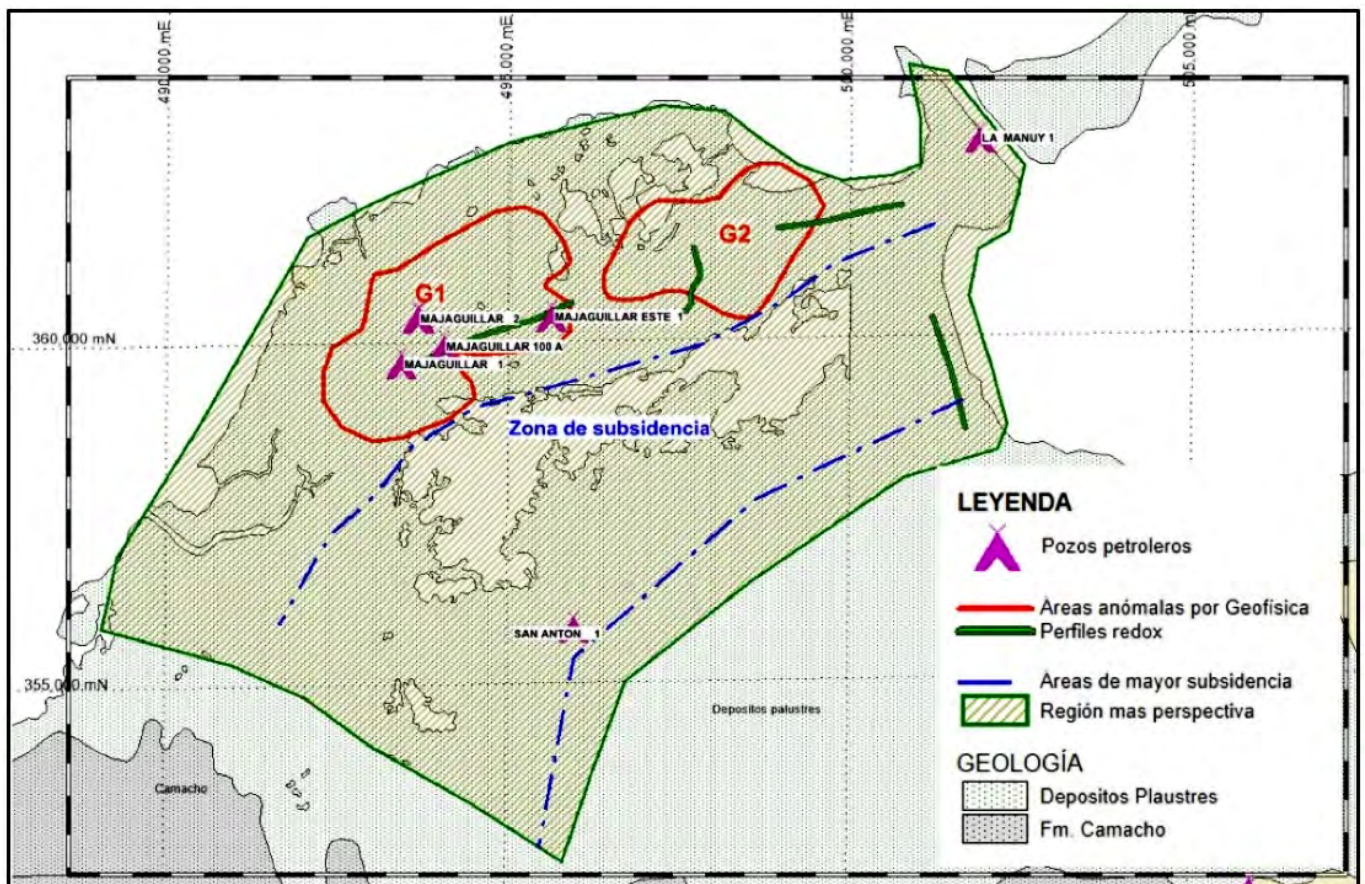 490,000 mE
495,000 mE
500,000 mE
505,000 mE
LA MANUY 1
G2
G1
MAJAGUILLAR 2
MAJAGUILLAR ESTE 1
360,000 mN
MAJAGUILLAR 100 A
MAJAGUILLAR 1
Zona de subsidencia
LEYENDA
Pozos petroleros
Areas anómalas por Geofísica
Perfiles redox
SAN ANTON 1
355,000 mN
Areas de mayor subsidencia
Región mas perspectiva
Depositos palustres
GEOLOGÍA
Camacho
Depositos Plaustres
Fm. Camacho